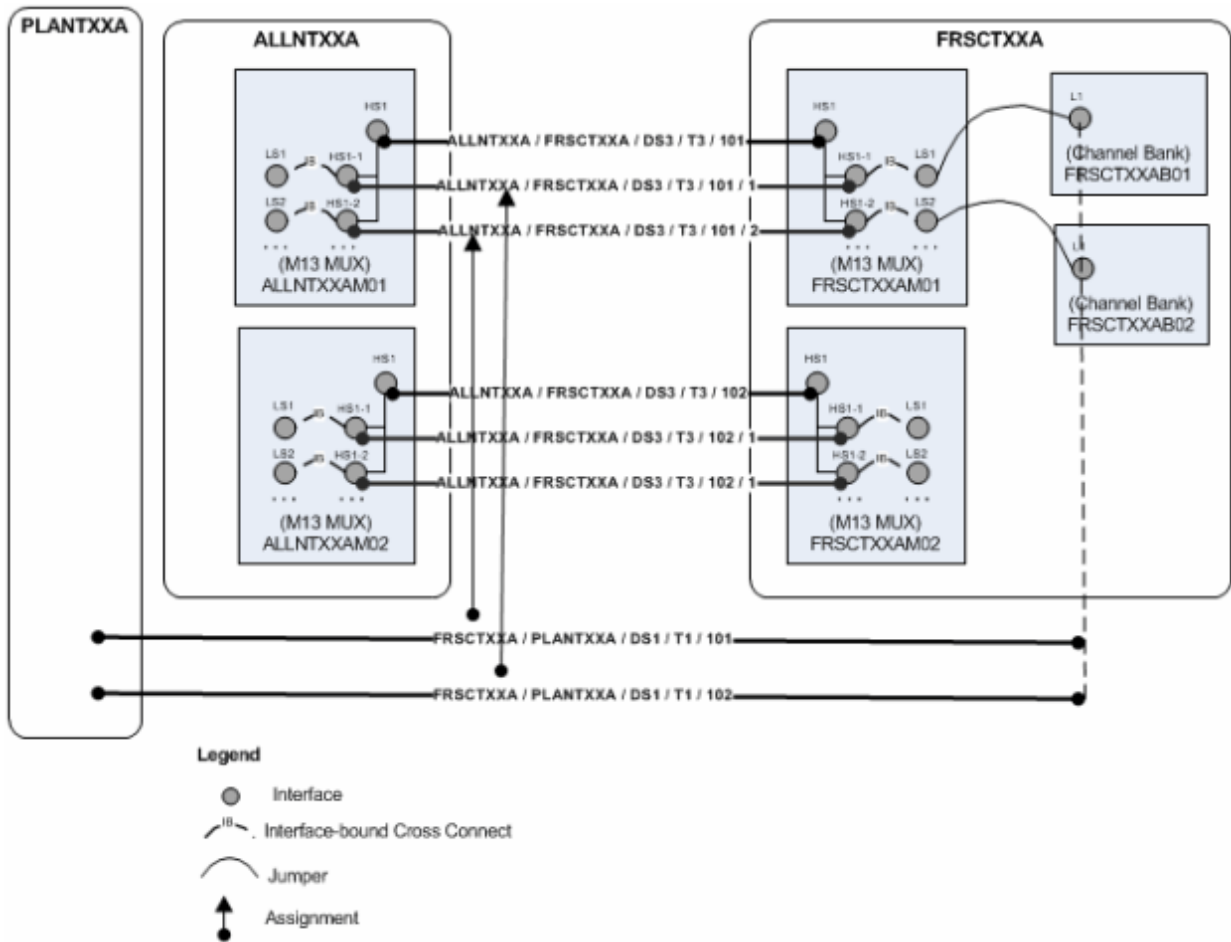 PLANTXXA
ALLNTXXA
HS1
LS1
IB
HS1-1
LS2
IB
HS1-2
...
...
(M13 MUX)
ALLNTXXAM01
HS1
LS1
IB
HS1-1
LS2
IB
HS1-2
...
...
(M13 MUX)
ALLNTXXAM02
ALLNTXXA / FRSCTXXA / DS3 / T3 / 101
ALLNTXXA / FRSCTXXA / DS3 / T3 / 101 / 1
ALLNTXXA / FRSCTXXA / DS3 / T3 / 101 / 2
ALLNTXXA / FRSCTXXA / DS3 / T3 / 102
ALLNTXXA / FRSCTXXA / DS3 / T3 / 102 / 1
ALLNTXXA / FRSCTXXA / DS3 / T3 / 102 / 1
FRSCTXXA
HS1
HS1-1
IB
LS1
HS1-2
IB
LS2
...
...
(M13 MUX)
FRSCTXXAM01
L1
(Channel Bank)
FRSCTXXAB01
(Channel Bank)
FRSCTXXAB02
HS1
HS1-1
IB
LS1
HS1-2
IB
LS2
...
...
(M13 MUX)
FRSCTXXAM02
FRSCTXXA / PLANTXXA / DS1 / T1 / 101
FRSCTXXA / PLANTXXA / DS1 / T1 / 102
Legend
Interface
IB
Interface-bound Cross Connect
Jumper
Assignment